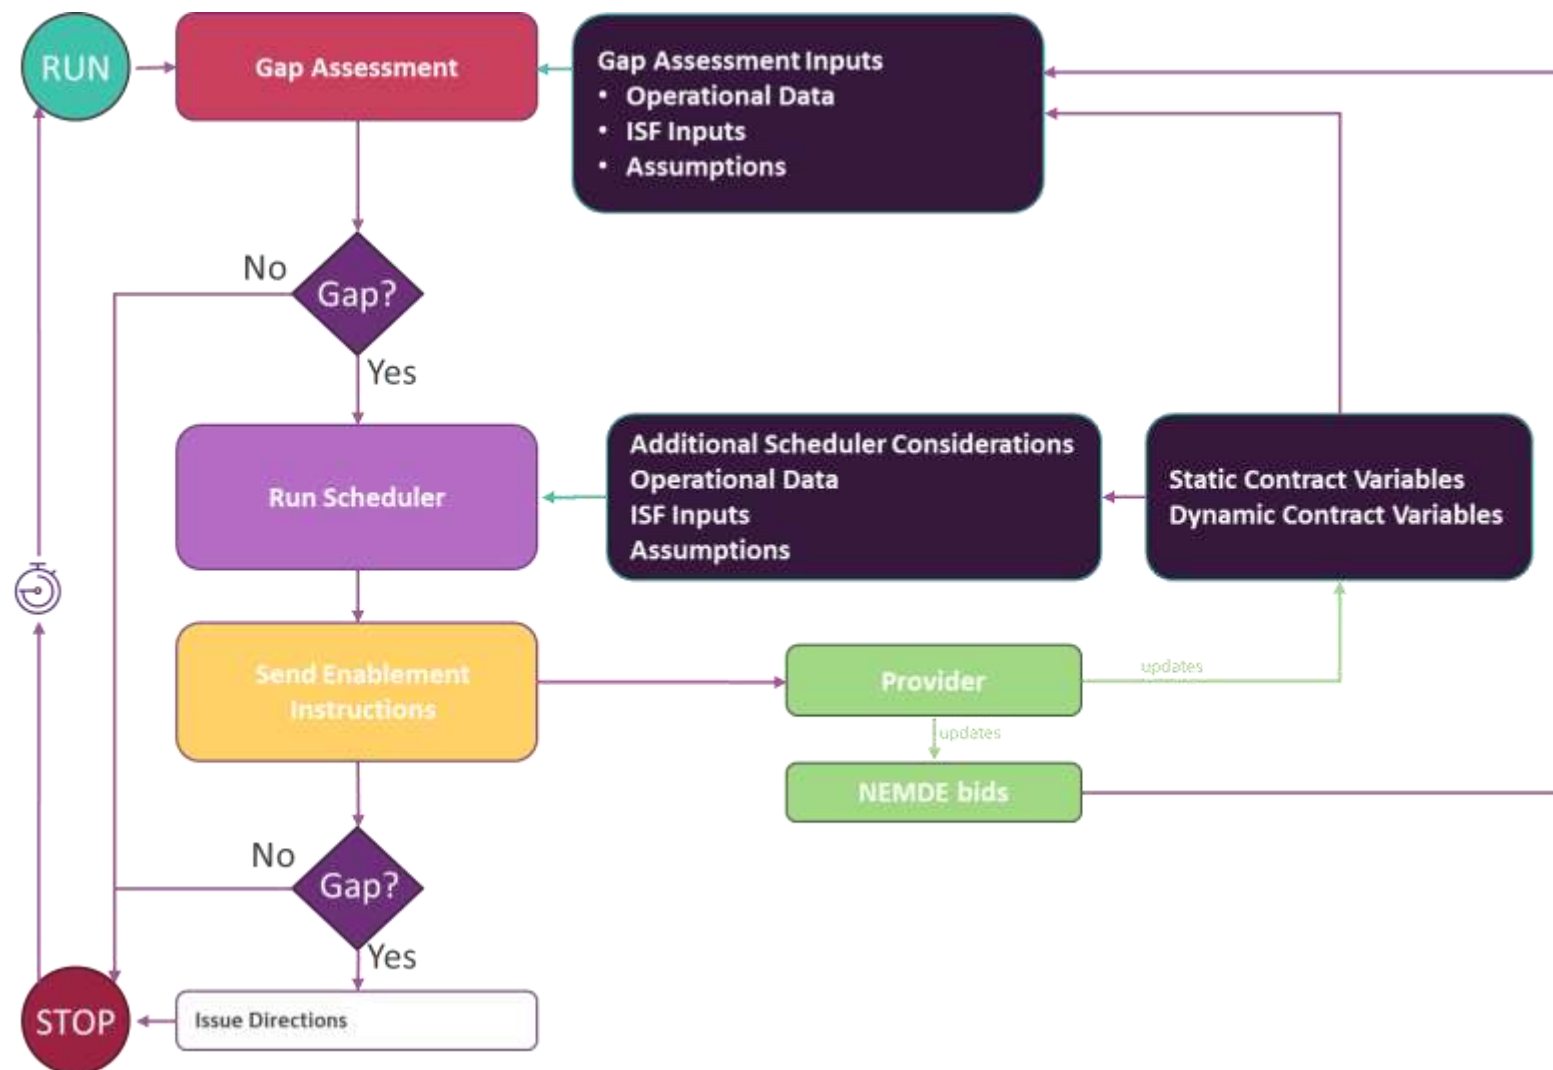 RUN
Gap Assessment
Gap Assessment Inputs
• Operational Data
• ISF Inputs
• Assumptions
No
Gap?
Yes
Run Scheduler
Additional Scheduler Considerations
Operational Data
ISF Inputs
Assumptions
Static Contract Variables
Dynamic Contract Variables
Send Enablement
Instructions
Provider
updates
updates
NEMDE bids
No
Gap?
Yes
STOP
Issue Directions